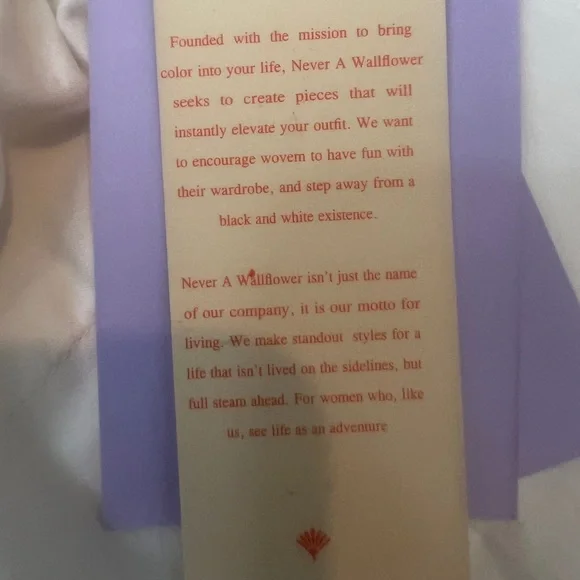 Founded with the mission to bring
color into your life, Never A Wallflower
seeks to create pieces that will
instantly elevate your outfit. We want
to encourage wovem to have fun with
their wardrobe, and step away from a
black and white existence.
Never A Wallflower isn't just the name
of our company, it is our motto for
living. We make standout styles for a
life that isn't lived on the sidelines, but
full steam ahead. For women who, like
us, see life as an adventure